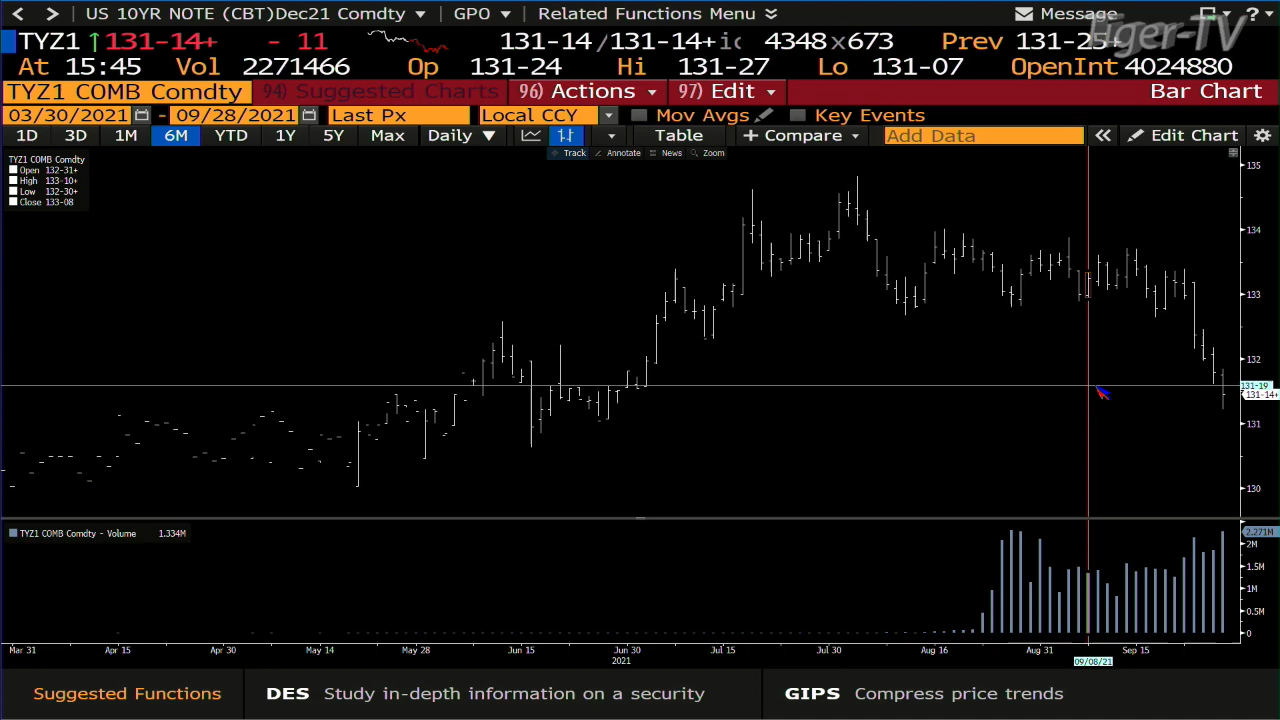 < > US 10YR NOTE (CBT)Dec21 Comdty GPO Related Functions Menu Message ?
TYZ1 ↑131-14+ - 11 131-14/131-14+ 4348x673 Prev 131-25+
At 15:45 Vol 2271466 Op 131-24 Hi 131-27 Lo 131-07 OpenInt 4024880
TYZ1 COMB Comdty 94) Suggested Charts 96) Actions 97) Edit Bar Chart
03/30/2021 - 09/28/2021 Last Px Local CCY Mov Avgs Key Events
1D 3D 1M 6M YTD 1Y 5Y Max Daily ▼ Table + Compare Add Data « Edit Chart
Track Annotate News Zoom
TYZ1 COMB Comdty
Open 132-31+
High 133-10+
Low 132-30+
Close 133-08
135
134
133
132
131-19
131-14+
131
130
TYZ1 COMB Comdty - Volume 1.334M
2.271M
2M
1.5M
1M
0.5M
0
Mar 31 Apr 15 Apr 30 May 14 May 28 Jun 15 Jun 30 Jul 15 Jul 30 Aug 16 Aug 31 Sep 15
2021 09/08/21
Suggested Functions DES Study in-depth information on a security GIPS Compress price trends